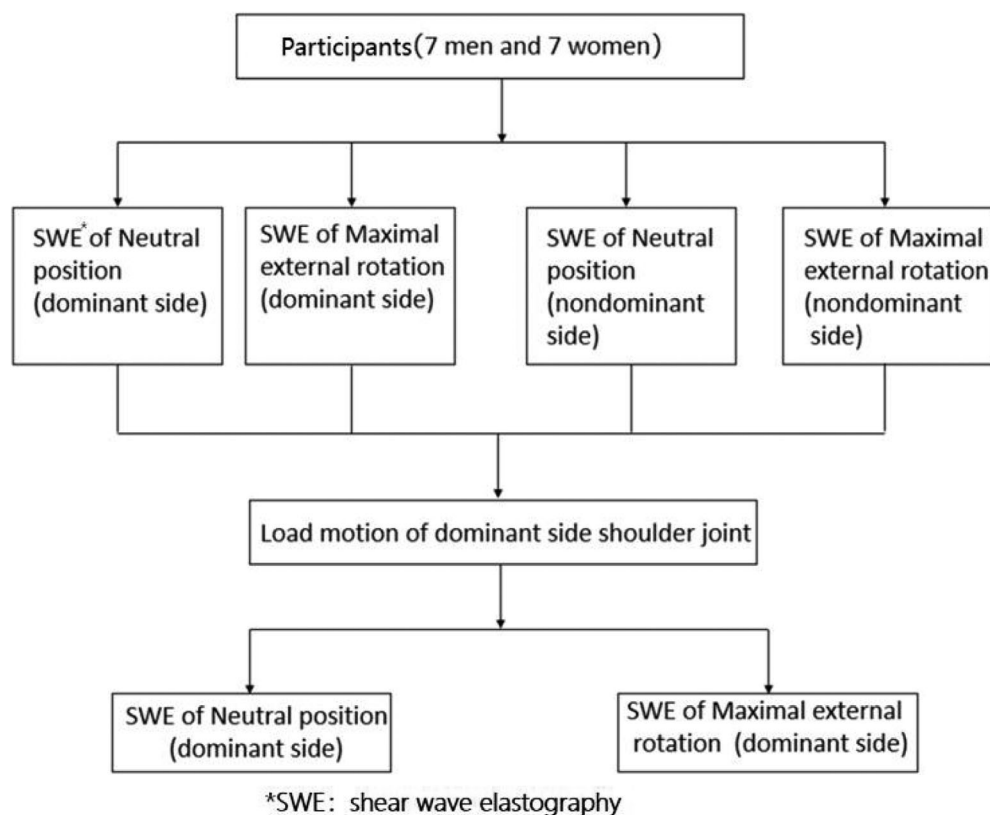 Participants(7 men and 7 women)
SWE* of Neutral
position
(dominant side)
SWE of Maximal
external rotation
(dominant side)
SWE of Neutral
position
(nondominant
side)
SWE of Maximal
external rotation
(nondominant
side)
Load motion of dominant side shoulder joint
SWE of Neutral position
(dominant side)
SWE of Maximal external
rotation (dominant side)
*SWE: shear wave elastography